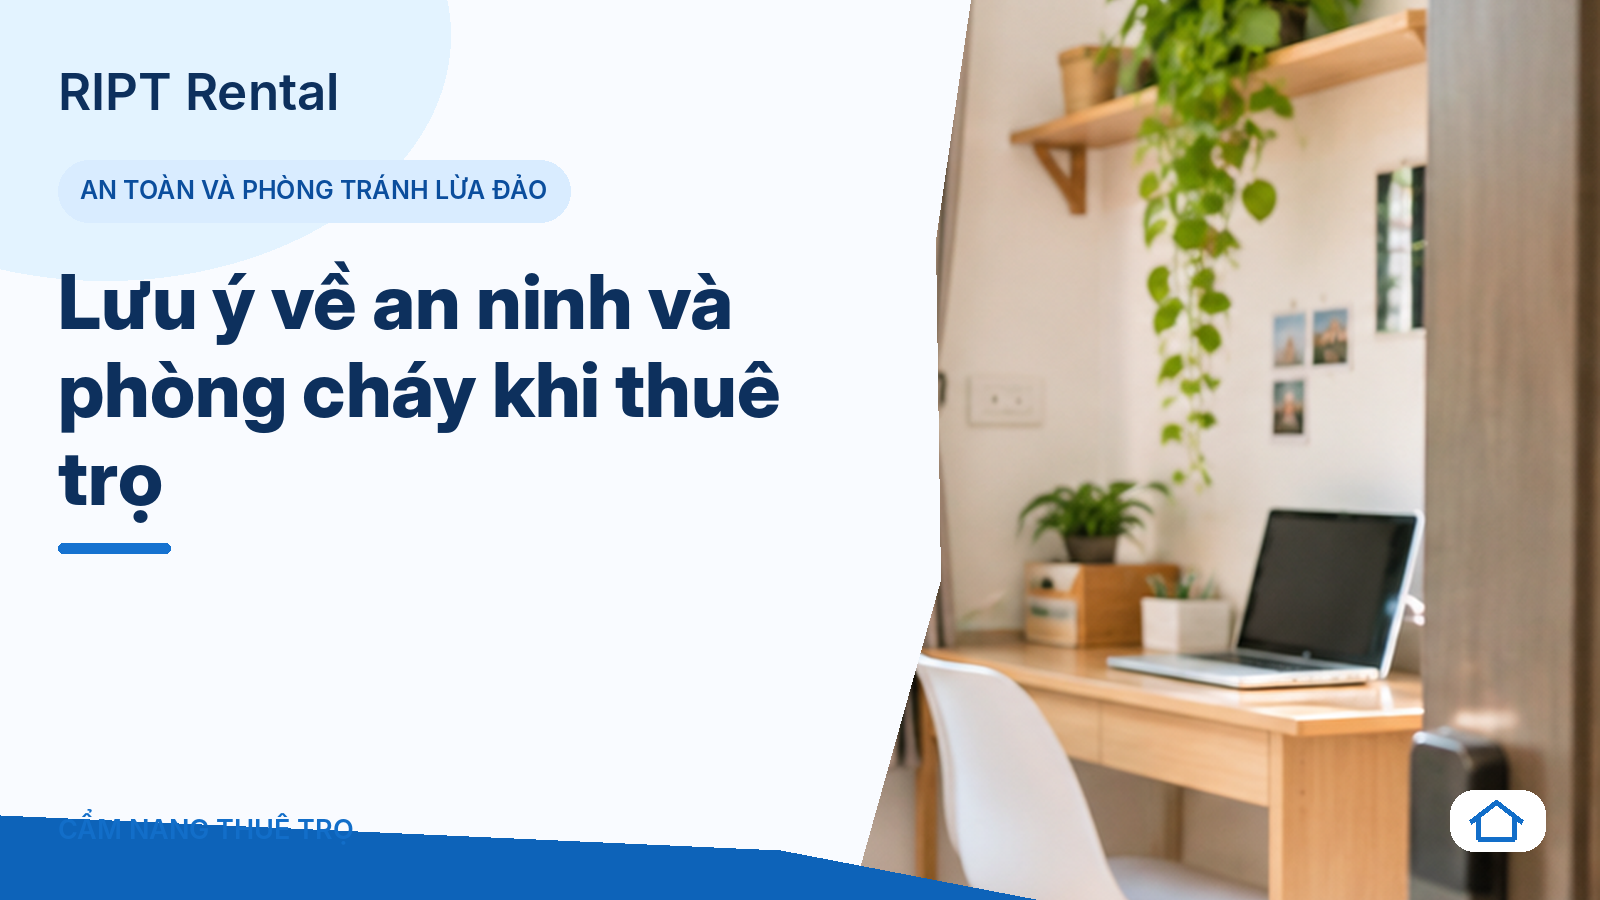 RIPT Rental
AN TOÀN VÀ PHÒNG TRÁNH LỪA ĐẢO
Lưu ý về an ninh và
phòng cháy khi thuê
trọ
CẨM NANG THUÊ TRỌ